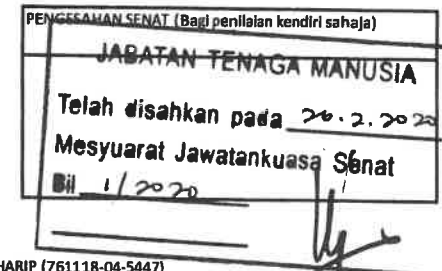 PENGESAHAN SENAT (Bagi penilaian kendiri sahaja)
JABATAN TENAGA MANUSIA
Telah disahkan pada 20.2.2020
Mesyuarat Jawatankuasa Senat
Bil 1/2020
HARIP (761118-04-5447)